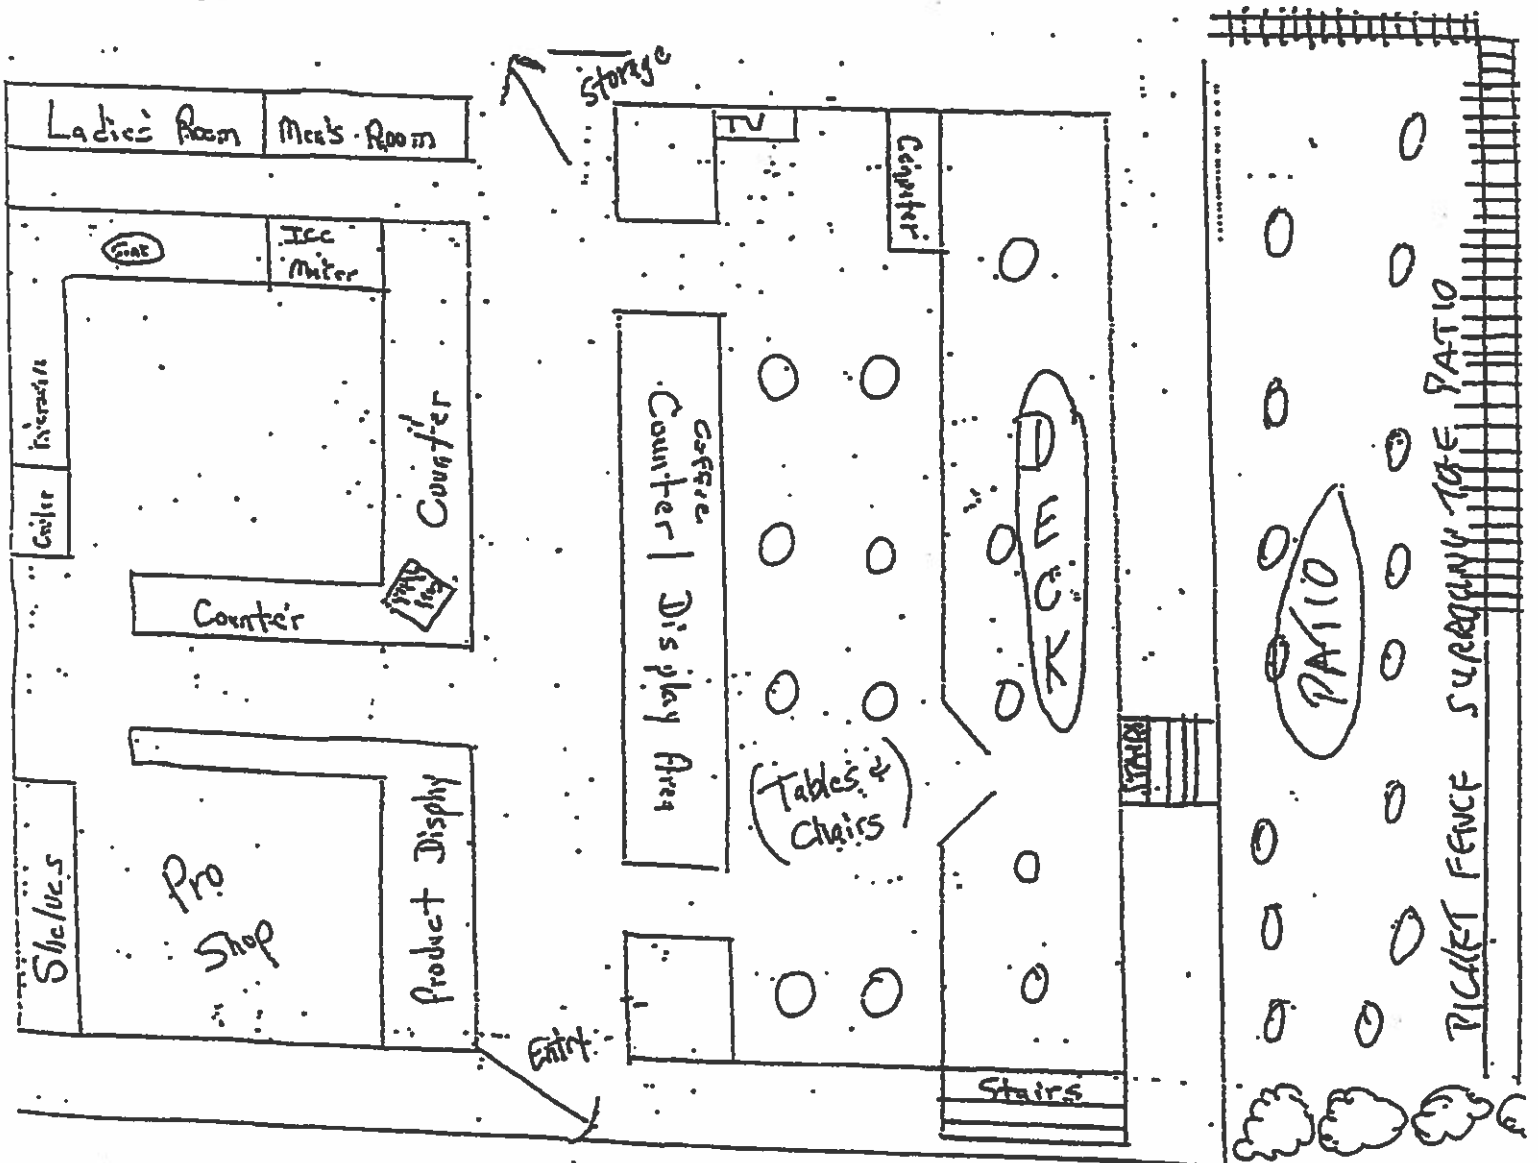 Storage
Ladies Room
Men's Room
TV
Computer
Ice
Maker
Counter
Coffee
Counter / Display Area
DECK
Counter
PATIO
PICKET FENCE SURROUNDING THE PATIO
STAIRS
Tables &
Chairs
Shelves
Pro
Shop
Product Display
Entry
Stairs